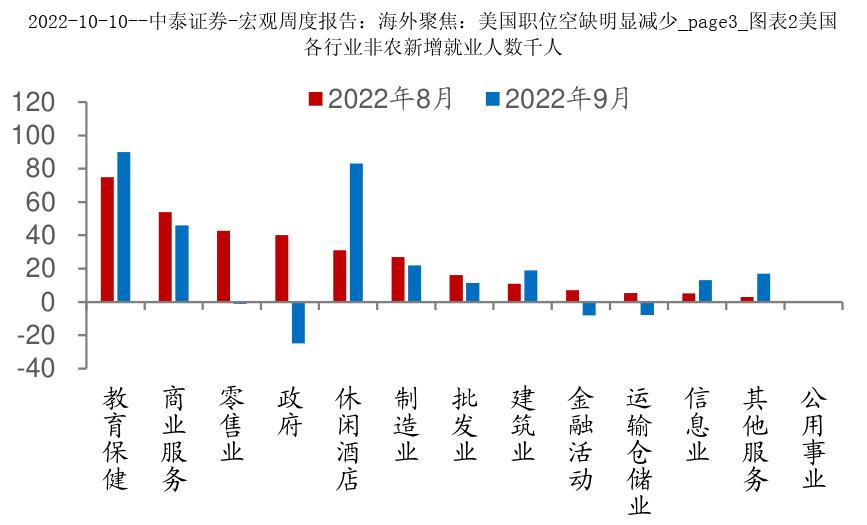 2022-10-10--中泰证券-宏观周度报告：海外聚焦：美国职位空缺明显减少_page3_图表2美国
各行业非农新增就业人数千人
2022年8月
2022年9月
120
100
80
60
40
20
0
-20
-40
教育保健
商业服务
零售业
政府
休闲酒店
制造业
批发业
建筑业
金融活动
运输仓储业
信息业
其他服务
公用事业